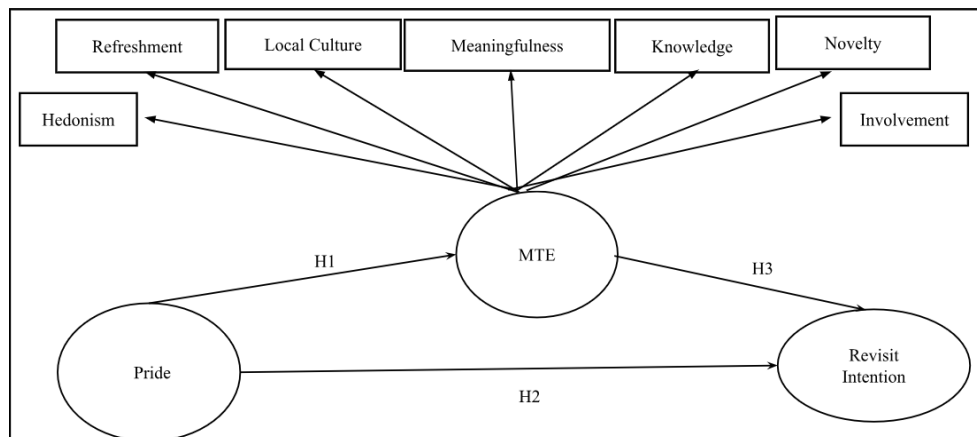 Refreshment
Local Culture
Meaningfulness
Knowledge
Novelty
Hedonism
Involvement
MTE
H1
H3
Pride
Revisit
Intention
H2